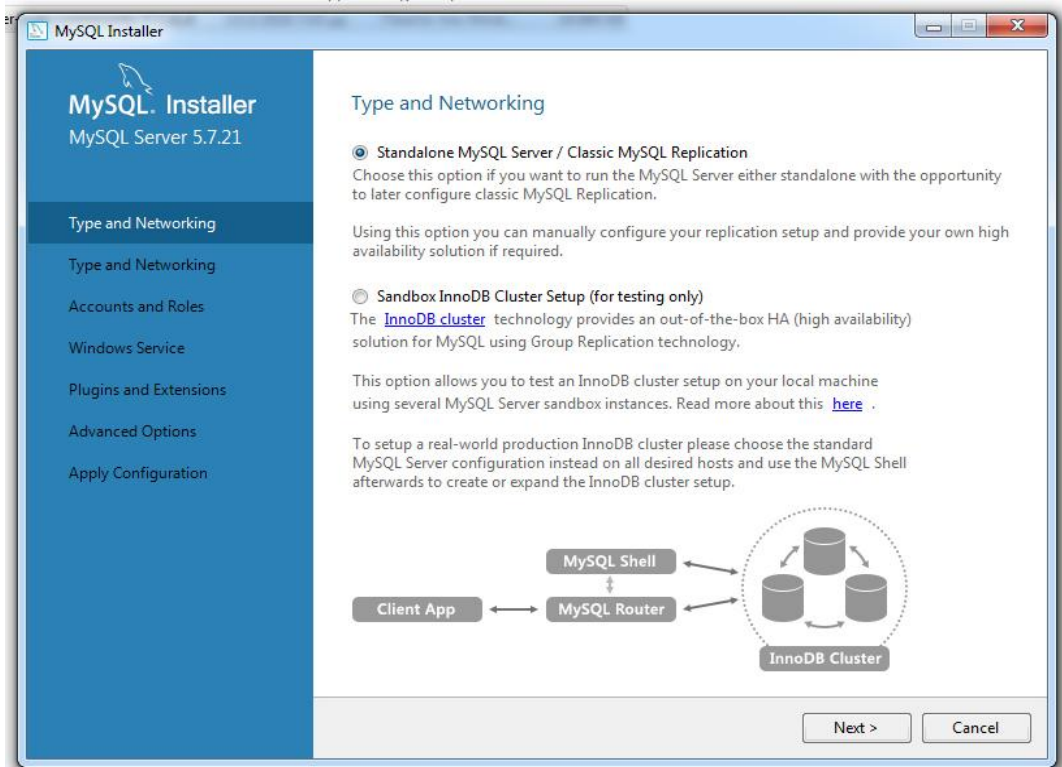 MySQL Installer
MySQL. Installer
MySQL Server 5.7.21
Type and Networking
Type and Networking
Accounts and Roles
Windows Service
Plugins and Extensions
Advanced Options
Apply Configuration
Type and Networking
Standalone MySQL Server / Classic MySQL Replication
Choose this option if you want to run the MySQL Server either standalone with the opportunity
to later configure classic MySQL Replication.
Using this option you can manually configure your replication setup and provide your own high
availability solution if required.
Sandbox InnoDB Cluster Setup (for testing only)
The InnoDB cluster technology provides an out-of-the-box HA (high availability)
solution for MySQL using Group Replication technology.
This option allows you to test an InnoDB cluster setup on your local machine
using several MySQL Server sandbox instances. Read more about this here .
To setup a real-world production InnoDB cluster please choose the standard
MySQL Server configuration instead on all desired hosts and use the MySQL Shell
afterwards to create or expand the InnoDB cluster setup.
MySQL Shell
Client App
MySQL Router
InnoDB Cluster
Next >
Cancel